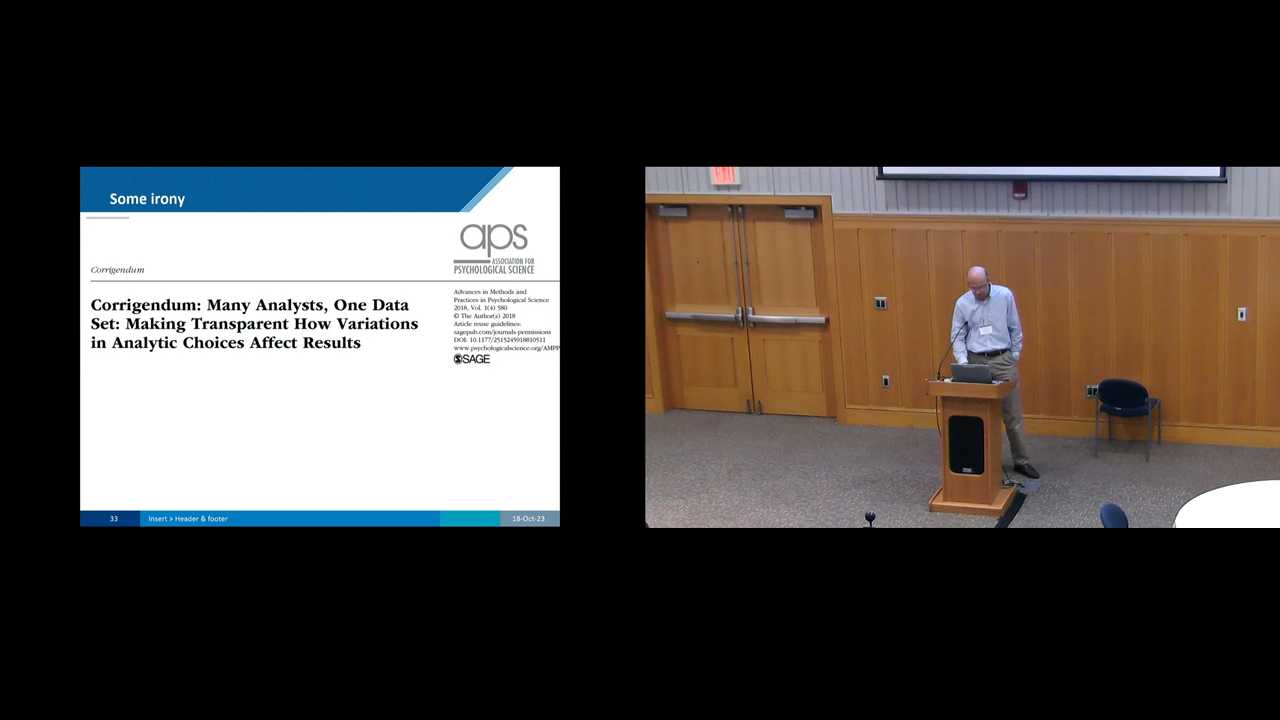 Some irony
aps
ASSOCIATION FOR
PSYCHOLOGICAL SCIENCE
Corrigendum
Corrigendum: Many Analysts, One Data
Set: Making Transparent How Variations
in Analytic Choices Affect Results
Advances in Methods and
Practices in Psychological Science
2018, Vol. 1(4) 580
© The Author(s) 2018
Article reuse guidelines:
sagepub.com/journals-permissions
DOI: 10.1177/2515245918810511
www.psychologicalscience.org/AMPP
SAGE
33
Insert > Header & footer
18-Oct-23